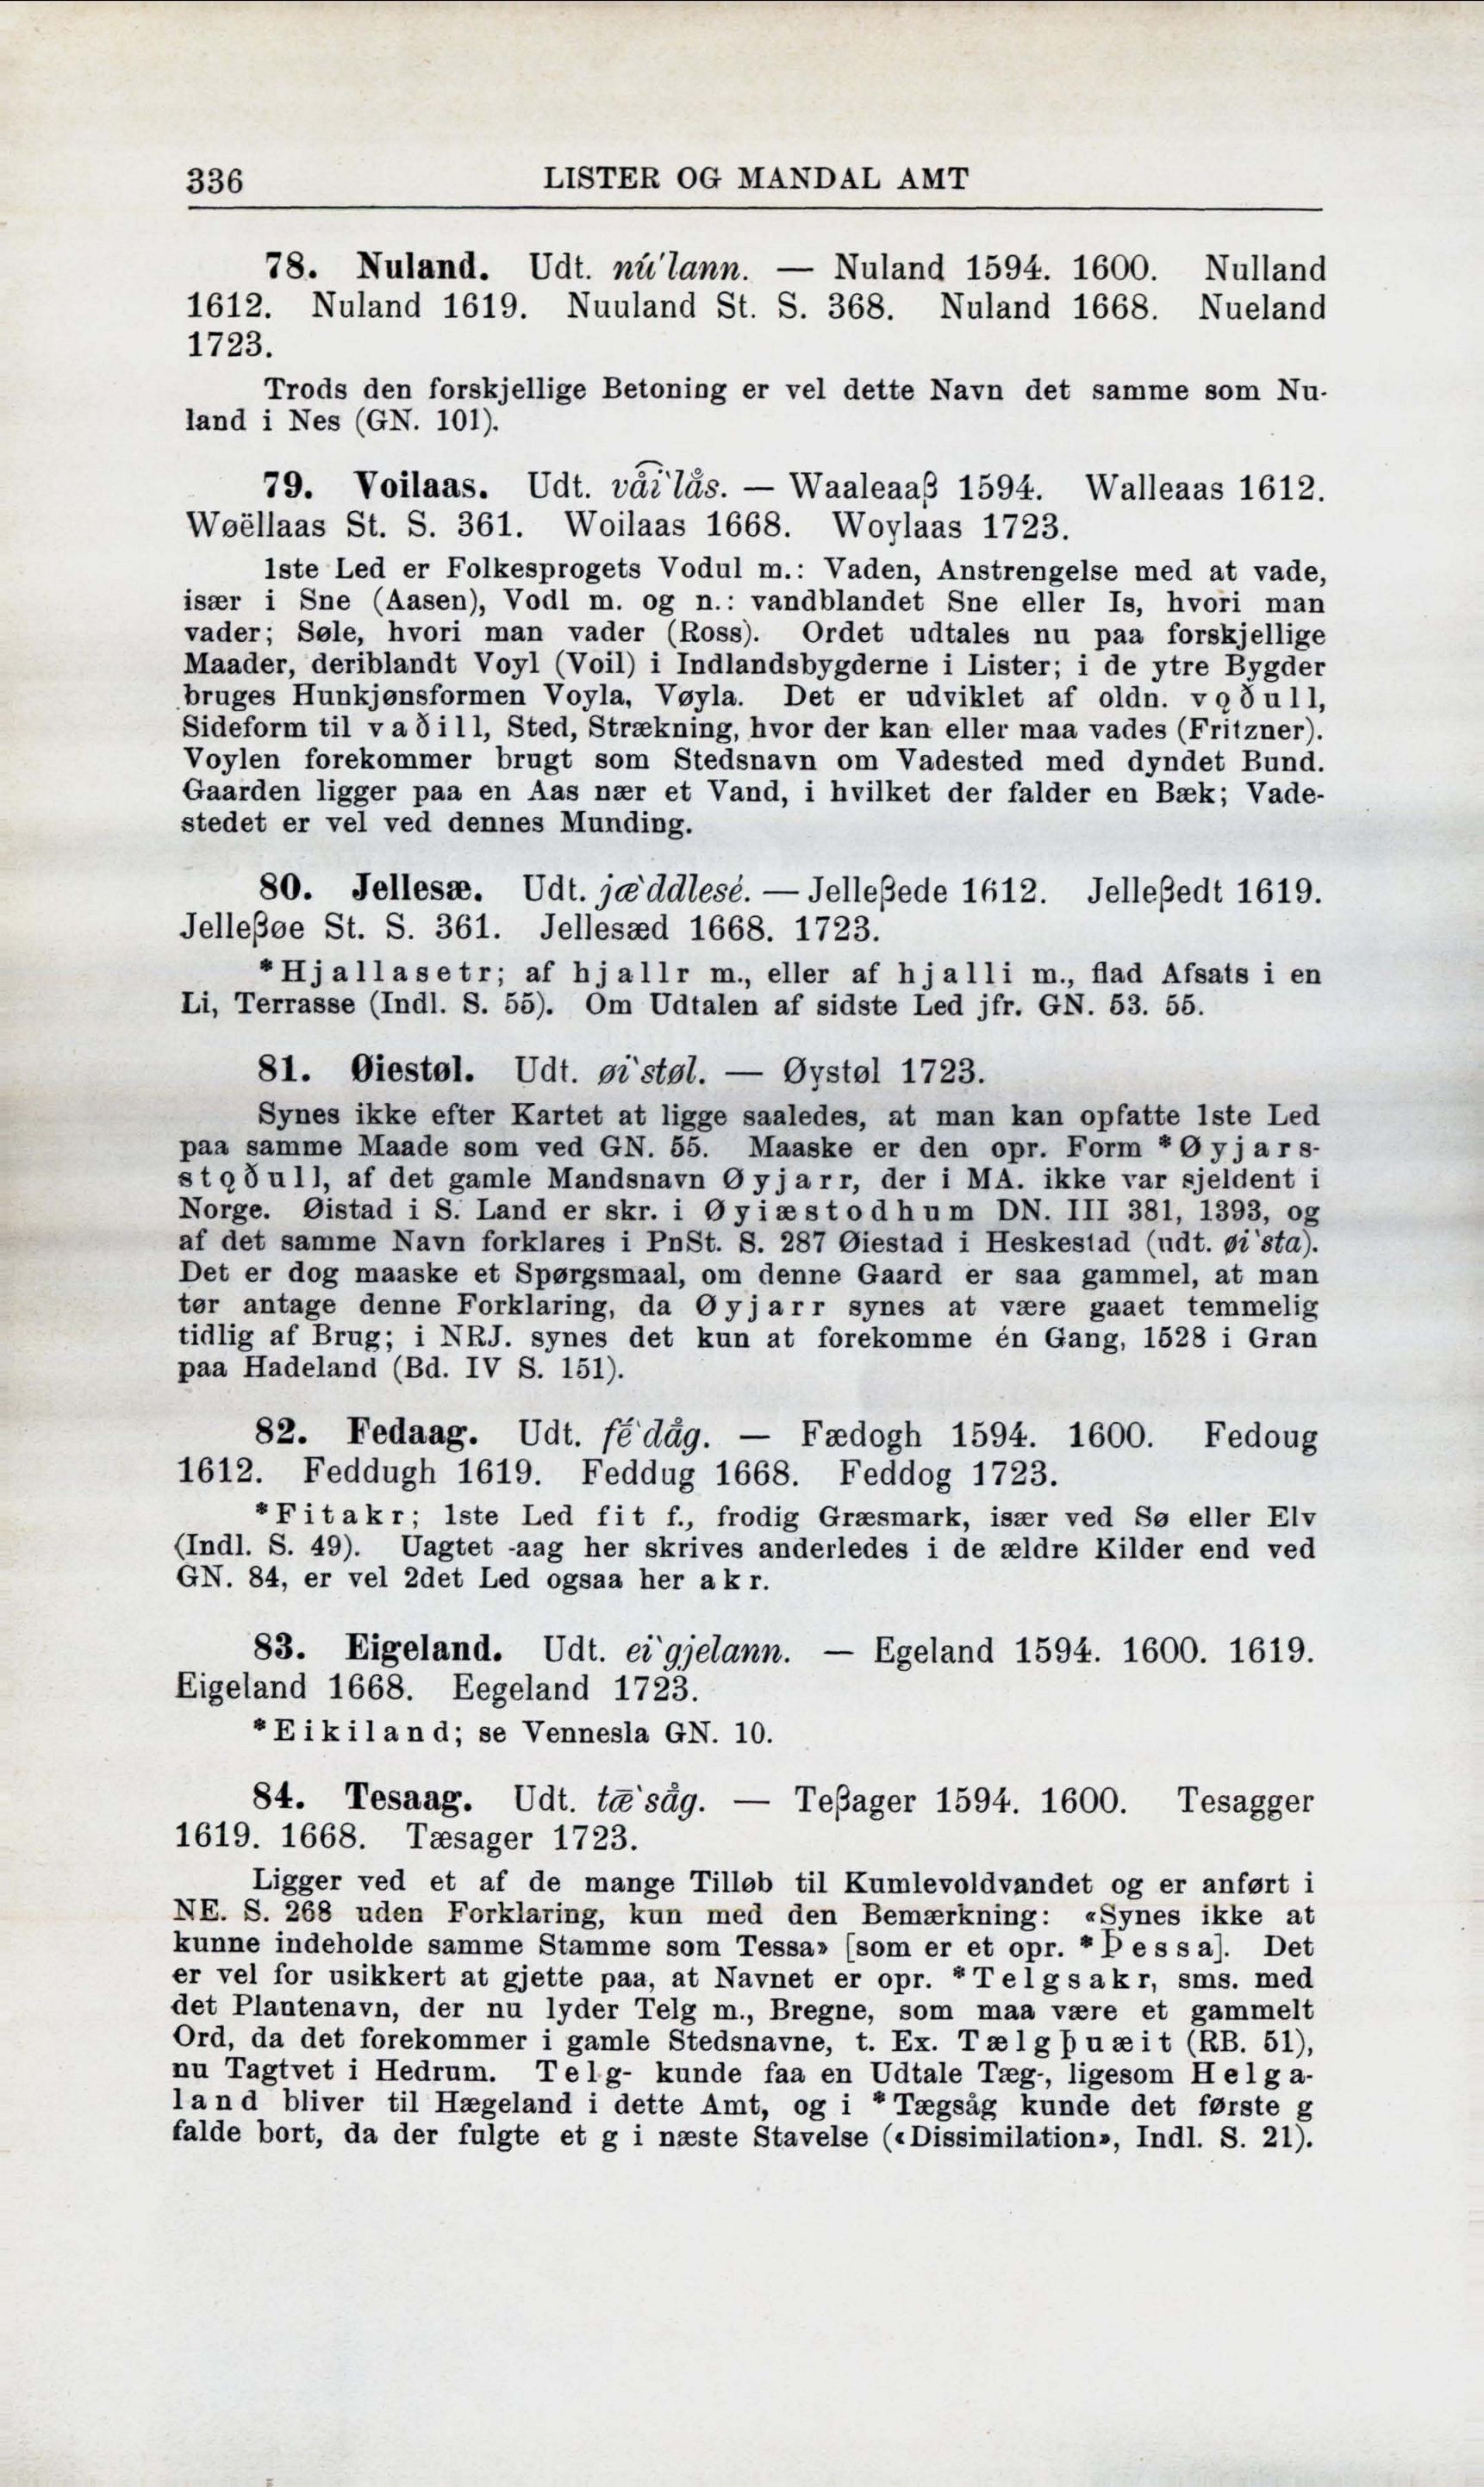 336 LISTER OG MANDAL AMT
78. Nuland. Udt. nú'lann. — Nuland 1594. 1600. Nulland
1612. Nuland 1619. Nuuland St. S. 368. Nuland 1668. Nueland
1723.
Trods den forskjellige Betoning er vel dette Navn det samme som Nu-
land i Nes (GN. 101).
79. Voilaas. Udt. vå͡i`lås. — Waaleaaß 1594. Walleaas 1612.
Woëllaas St. S. 361. Woilaas 1668. Woylaas 1723.
1ste Led er Folkesprogets Vodul m.: Vaden, Anstrengelse med at vade,
især i Sne (Aasen), Vodl m. og n.: vandblandet Sne eller Is, hvori man
vader; Søle, hvori man vader (Ross). Ordet udtales nu paa forskjellige
Maader, deriblandt Voyl (Voil) i Indlandsbygderne i Lister; i de ytre Bygder
bruges Hunkjønsformen Voyla, Vøyla. Det er udviklet af oldn. vǫðull,
Sideform til vaðill, Sted, Strækning, hvor der kan eller maa vades (Fritzner).
Voylen forekommer brugt som Stedsnavn om Vadested med dyndet Bund.
Gaarden ligger paa en Aas nær et Vand, i hvilket der falder en Bæk; Vade-
stedet er vel ved dennes Munding.
80. Jellesæ. Udt. jæ`ddlesé. — Jelleßede 1612. Jelleßedt 1619.
Jelleßøe St. S. 361. Jellesæd 1668. 1723.
*Hjallasetr; af hjallr m., eller af hjalli m., flad Afsats i en
Li, Terrasse (Indl. S. 55). Om Udtalen af sidste Led jfr. GN. 53. 55.
81. Øiestøl. Udt. øi`støl. — Øystøl 1723.
Synes ikke efter Kartet at ligge saaledes, at man kan opfatte 1ste Led
paa samme Maade som ved GN. 55. Maaske er den opr. Form *Øyjars-
stǫðull, af det gamle Mandsnavn Øyjarr, der i MA. ikke var sjeldent i
Norge. Øistad i S. Land er skr. i Øyiæstodhum DN. III 381, 1393, og
af det samme Navn forklares i PnSt. S. 287 Øiestad i Heskestad (udt. øi`sta).
Det er dog maaske et Spørgsmaal, om denne Gaard er saa gammel, at man
tør antage denne Forklaring, da Øyjarr synes at være gaaet temmelig
tidlig af Brug; i NRJ. synes det kun at forekomme én Gang, 1528 i Gran
paa Hadeland (Bd. IV S. 151).
82. Fedaag. Udt. fé̄`dåg. — Fædogh 1594. 1600. Fedoug
1612. Feddugh 1619. Feddug 1668. Feddog 1723.
*Fitakr; 1ste Led fit f., frodig Græsmark, især ved Sø eller Elv
(Indl. S. 49). Uagtet -aag her skrives anderledes i de ældre Kilder end ved
GN. 84, er vel 2det Led ogsaa her akr.
83. Eigeland. Udt. ei`gjelann. — Egeland 1594. 1600. 1619.
Eigeland 1668. Eegeland 1723.
*Eikiland; se Vennesla GN. 10.
84. Tesaag. Udt. tǣ`såg. — Teßager 1594. 1600. Tesagger
1619. 1668. Tæsager 1723.
Ligger ved et af de mange Tilløb til Kumlevoldvandet og er anført i
NE. S. 268 uden Forklaring, kun med den Bemærkning: «Synes ikke at
kunne indeholde samme Stamme som Tessa» [som er et opr. *Þessa]. Det
er vel for usikkert at gjette paa, at Navnet er opr. *Telgsakr, sms. med
det Plantenavn, der nu lyder Telg m., Bregne, som maa være et gammelt
Ord, da det forekommer i gamle Stedsnavne, t. Ex. Tælgþuæit (RB. 51),
nu Tagtvet i Hedrum. Telg- kunde faa en Udtale Tæg-, ligesom Helga-
land bliver til Hægeland i dette Amt, og i *Tægsåg kunde det første g
falde bort, da der fulgte et g i næste Stavelse («Dissimilation», Indl. S. 21).